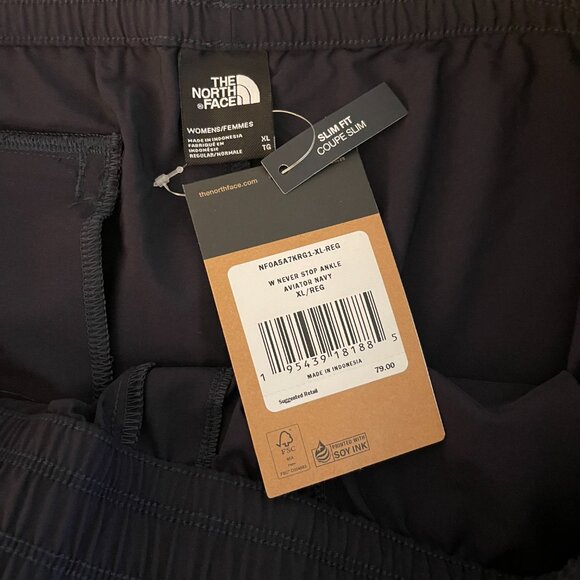 THE
NORTH
FACE
WOMENS/FEMMES
MADE IN INDONESIA XL
FABRIQUÉ EN
INDONÉSIE TG
REGULAR/NORMALE
SLIM FIT
COUPE SLIM
thenorthface.com
NF0A5A7KRG1-XL-REG
W NEVER STOP ANKLE
AVIATOR NAVY
XL/REG
1 95439 18188 5
MADE IN INDONESIA
Suggested Retail 79.00
FSC
MIX
PRINTED WITH
SOY INK